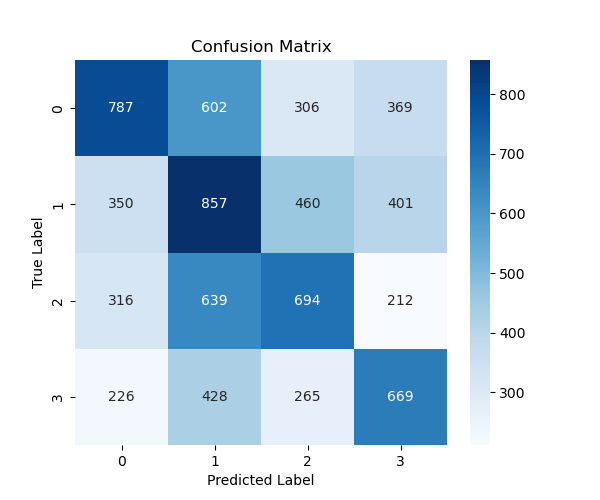 Confusion Matrix
0 787 602 306 369
1 350 857 460 401
2 316 639 694 212
3 226 428 265 669
0 1 2 3
Predicted Label
True Label
800
700
600
500
400
300